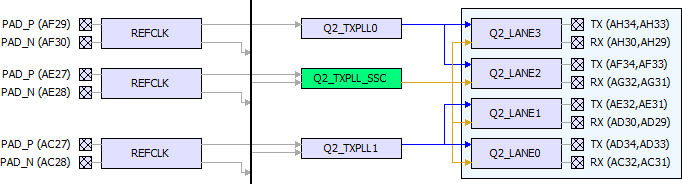 PAD_P (AF29)
PAD_N (AF30)
REFCLK
Q2_TXPLL0
Q2_LANE3
TX (AH34,AH33)
RX (AH30,AH29)
PAD_P (AE27)
PAD_N (AE28)
REFCLK
Q2_TXPLL_SSC
Q2_LANE2
TX (AF34,AF33)
RX (AG32,AG31)
Q2_LANE1
TX (AE32,AE31)
RX (AD30,AD29)
PAD_P (AC27)
PAD_N (AC28)
REFCLK
Q2_TXPLL1
Q2_LANE0
TX (AD34,AD33)
RX (AC32,AC31)